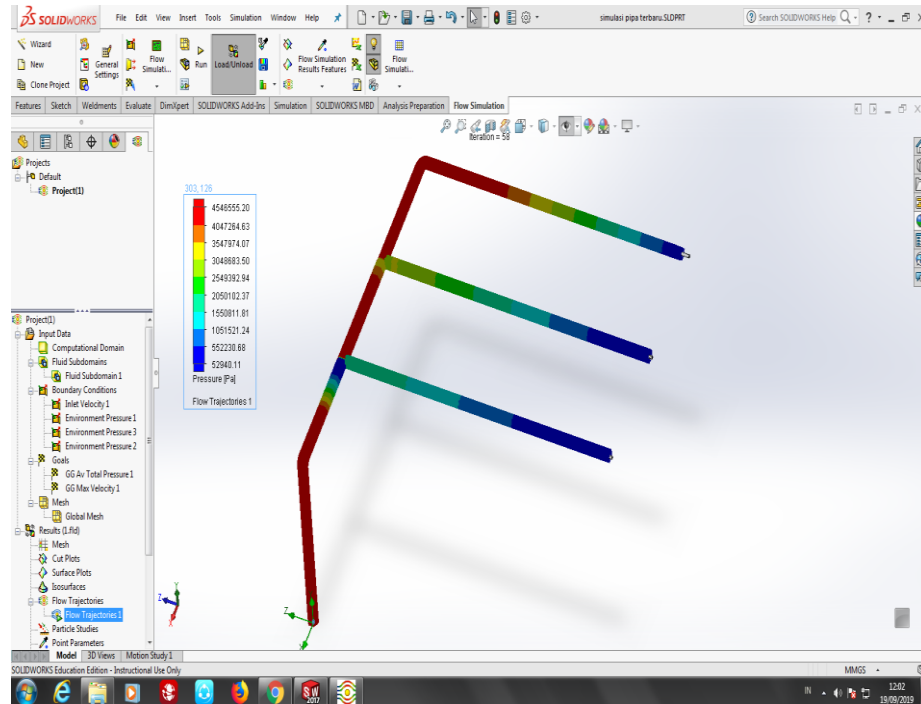 SOLIDWORKS File Edit View Insert Tools Simulation Window Help simulasi pipa terbaru.SLDPRT Search SOLIDWORKS Help
Wizard
New
Clone Project
General Settings
Flow Simulati...
Run
Load/Unload
Flow Simulation Results Features
Flow Simulati...
Features Sketch Weldments Evaluate DimXpert SOLIDWORKS Add-Ins Simulation SOLIDWORKS MBD Analysis Preparation Flow Simulation
Iteration = 58
Projects
Default
Project(1)
303,126
4546555.20
4047264.63
3547974.07
3048683.50
2549392.94
2050102.37
1550811.81
1051521.24
552230.68
52940.11
Pressure [Pa]
Flow Trajectories 1
Project(1)
Input Data
Computational Domain
Fluid Subdomains
Fluid Subdomain 1
Boundary Conditions
Inlet Velocity 1
Environment Pressure 1
Environment Pressure 3
Environment Pressure 2
Goals
GG Av Total Pressure 1
GG Max Velocity 1
Mesh
Global Mesh
Results (1.fld)
Mesh
Cut Plots
Surface Plots
Isosurfaces
Flow Trajectories
Flow Trajectories 1
Particle Studies
Point Parameters
Y
Z
X
Z
Model 3D Views Motion Study 1
SOLIDWORKS Education Edition - Instructional Use Only MMGS
SW 2017
IN 12:02
19/09/2019